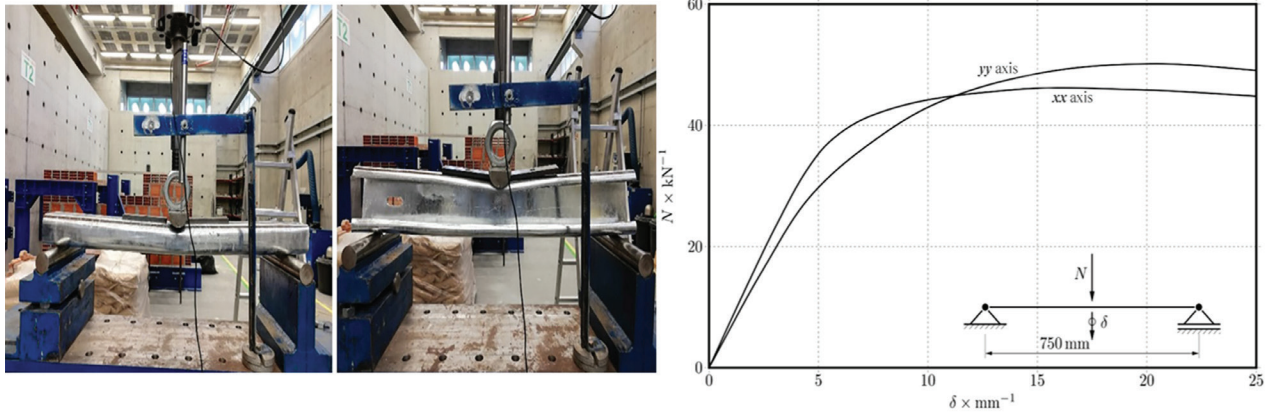 T2
T2
60
40
20
0
N × kN⁻¹
yy axis
xx axis
N
δ
750 mm
0 5 10 15 20 25
δ × mm⁻¹